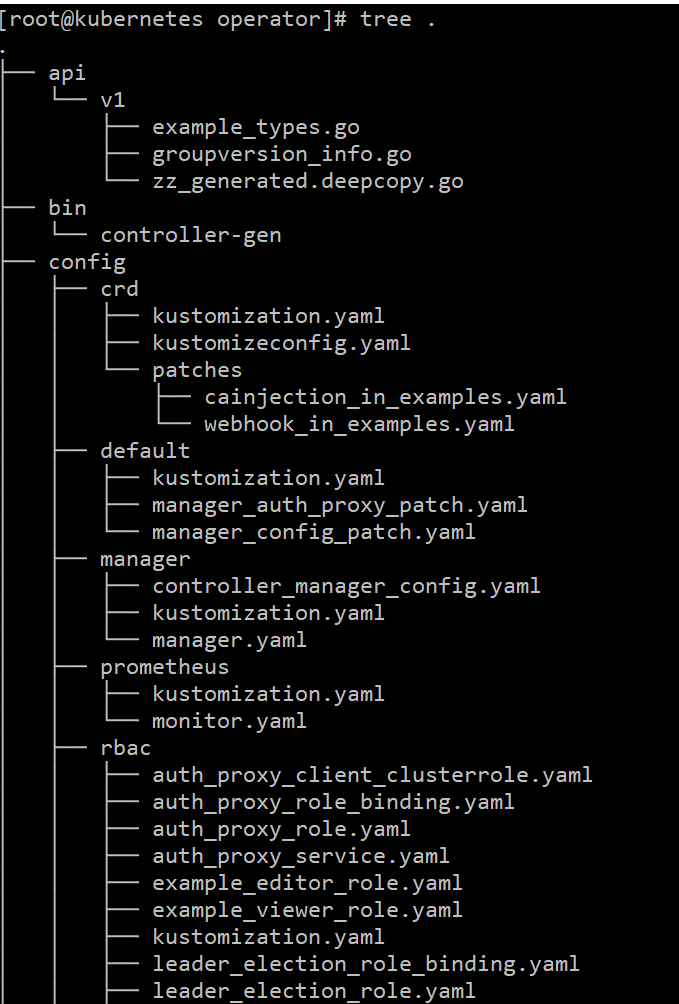 [root@kubernetes operator]# tree .
.
├── api
│   └── v1
│       ├── example_types.go
│       ├── groupversion_info.go
│       └── zz_generated.deepcopy.go
├── bin
│   └── controller-gen
├── config
│   ├── crd
│   │   ├── kustomization.yaml
│   │   ├── kustomizeconfig.yaml
│   │   └── patches
│   │       ├── cainjection_in_examples.yaml
│   │       └── webhook_in_examples.yaml
│   ├── default
│   │   ├── kustomization.yaml
│   │   ├── manager_auth_proxy_patch.yaml
│   │   └── manager_config_patch.yaml
│   ├── manager
│   │   ├── controller_manager_config.yaml
│   │   ├── kustomization.yaml
│   │   └── manager.yaml
│   ├── prometheus
│   │   ├── kustomization.yaml
│   │   └── monitor.yaml
│   ├── rbac
│   │   ├── auth_proxy_client_clusterrole.yaml
│   │   ├── auth_proxy_role_binding.yaml
│   │   ├── auth_proxy_role.yaml
│   │   ├── auth_proxy_service.yaml
│   │   ├── example_editor_role.yaml
│   │   ├── example_viewer_role.yaml
│   │   ├── kustomization.yaml
│   │   ├── leader_election_role_binding.yaml
│   │   ├── leader_election_role.yaml